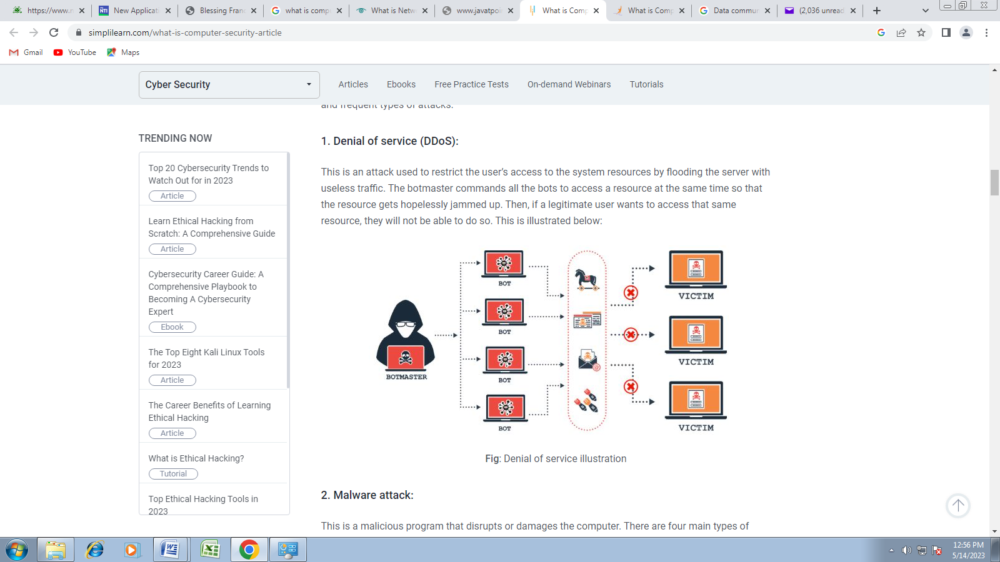 https://www.n
New Applicati
Blessing Fran
what is comp
What is Netw
www.javatpoi
What is Comp
What is Comp
Data commun
(2,036 unread
simplilearn.com/what-is-computer-security-article
Gmail
YouTube
Maps
Cyber Security
Articles
Ebooks
Free Practice Tests
On-demand Webinars
Tutorials
and frequent types of attacks.
TRENDING NOW
Top 20 Cybersecurity Trends to
Watch Out for in 2023
Article
Learn Ethical Hacking from
Scratch: A Comprehensive Guide
Article
Cybersecurity Career Guide: A
Comprehensive Playbook to
Becoming A Cybersecurity
Expert
Ebook
The Top Eight Kali Linux Tools
for 2023
Article
The Career Benefits of Learning
Ethical Hacking
Article
What is Ethical Hacking?
Tutorial
Top Ethical Hacking Tools in
2023
1. Denial of service (DDoS):
This is an attack used to restrict the user’s access to the system resources by flooding the server with
useless traffic. The botmaster commands all the bots to access a resource at the same time so that
the resource gets hopelessly jammed up. Then, if a legitimate user wants to access that same
resource, they will not be able to do so. This is illustrated below:
BOTMASTER
BOT
BOT
BOT
BOT
VICTIM
VICTIM
VICTIM
Fig: Denial of service illustration
2. Malware attack:
This is a malicious program that disrupts or damages the computer. There are four main types of
12:56 PM
5/14/2023